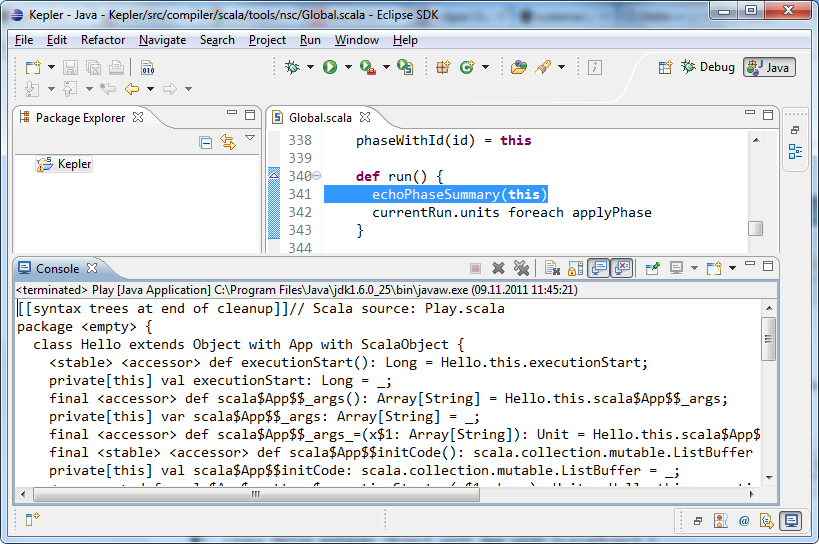 Kepler - Java - Kepler/src/compiler/scala/tools/nsc/Global.scala - Eclipse SDK
File Edit Refactor Navigate Search Project Run Window Help
Debug Java
Package Explorer
Kepler
Global.scala
338 phaseWithId(id) = this
339
340 def run() {
341 echoPhaseSummary(this)
342 currentRun.units foreach applyPhase
343 }
344
Console
<terminated> Play [Java Application] C:\Program Files\Java\jdk1.6.0_25\bin\javaw.exe (09.11.2011 11:45:21)
[[syntax trees at end of cleanup]]// Scala source: Play.scala
package <empty> {
class Hello extends Object with App with ScalaObject {
<stable> <accessor> def executionStart(): Long = Hello.this.executionStart;
private[this] val executionStart: Long = _;
final <accessor> def scala$App$$_args(): Array[String] = Hello.this.scala$App$$_args;
private[this] var scala$App$$_args: Array[String] = _;
final <accessor> def scala$App$$_args_=(x$1: Array[String]): Unit = Hello.this.scala$App$
final <stable> <accessor> def scala$App$$initCode(): scala.collection.mutable.ListBuffer
private[this] val scala$App$$initCode: scala.collection.mutable.ListBuffer = _;